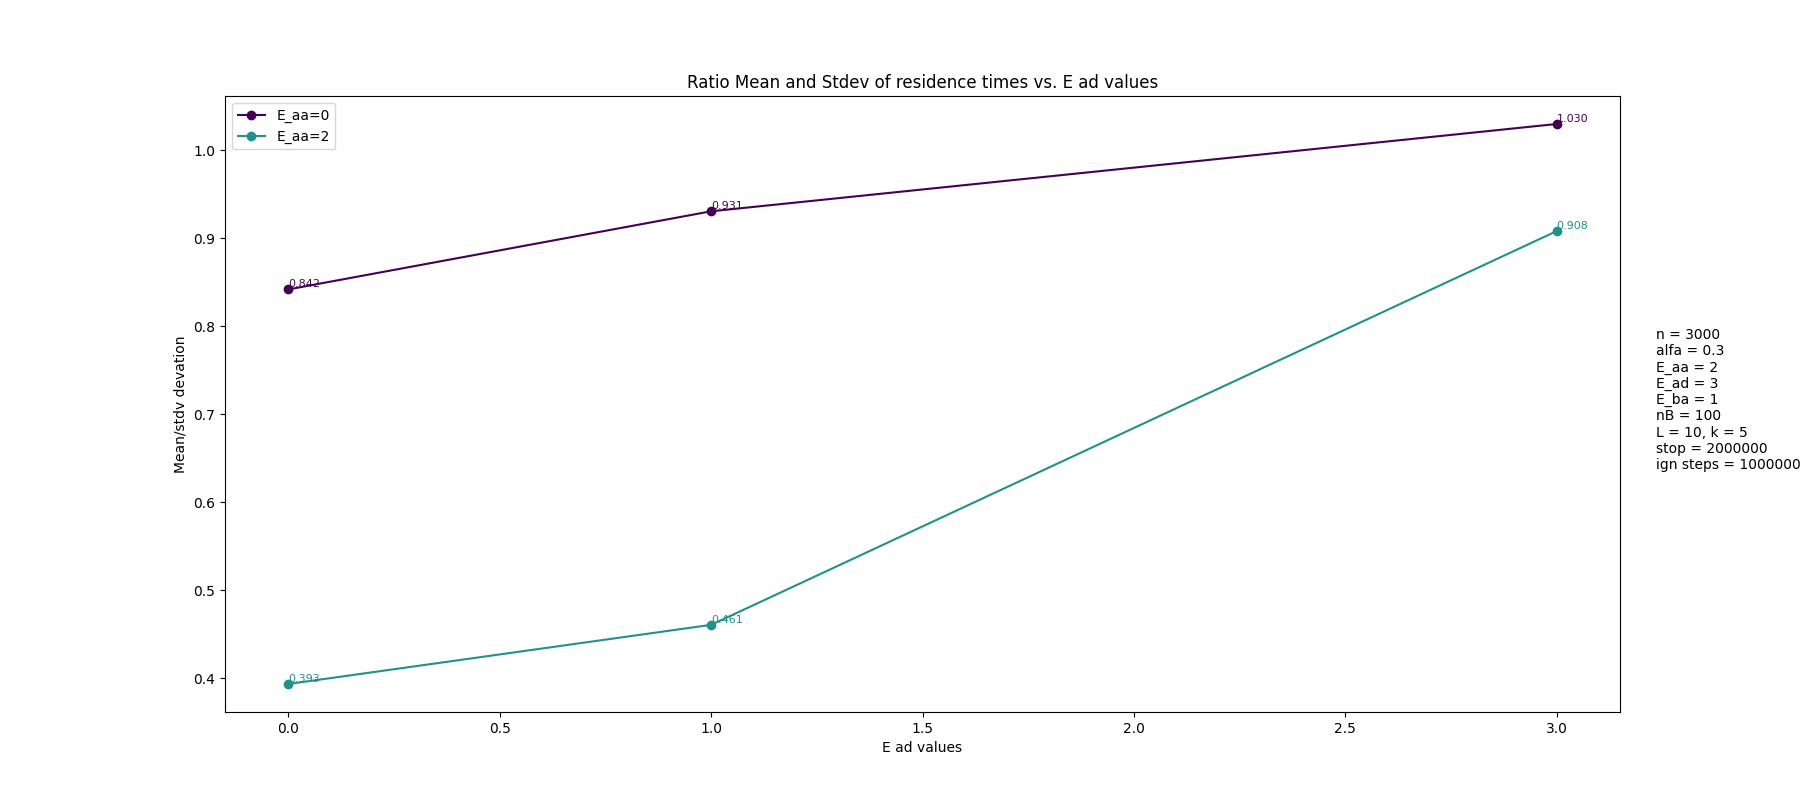 Ratio Mean and Stdev of residence times vs. E ad values
E_aa=0
E_aa=2
1.030
0.931
0.908
0.842
0.461
0.393
1.0
0.9
0.8
0.7
0.6
0.5
0.4
Mean/stdv devation
0.0
0.5
1.0
1.5
2.0
2.5
3.0
E ad values
n = 3000
alfa = 0.3
E_aa = 2
E_ad = 3
E_ba = 1
nB = 100
L = 10, k = 5
stop = 2000000
ign steps = 1000000